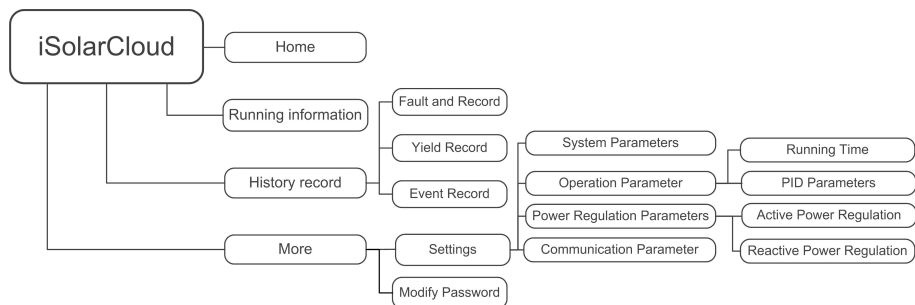 iSolarCloud
Home
Running information
History record
Fault and Record
Yield Record
Event Record
More
Settings
System Parameters
Operation Parameter
Running Time
PID Parameters
Power Regulation Parameters
Active Power Regulation
Reactive Power Regulation
Communication Parameter
Modify Password